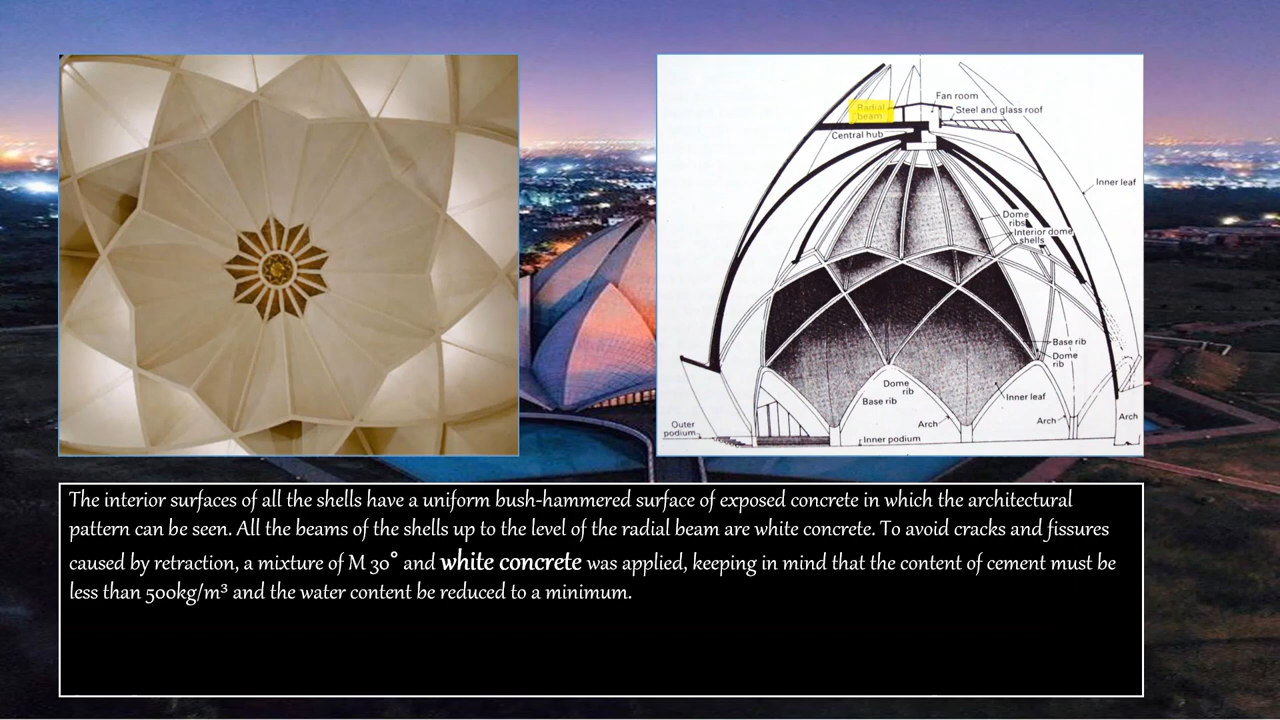 Fan room
Radial
beam
Steel and glass roof
Central hub
Inner leaf
Dome
ribs
Interior dome
shells
Base rib
Dome
rib
Dome
rib
Base rib
Inner leaf
Arch
Arch
Arch
Outer
podium
Inner podium
The interior surfaces of all the shells have a uniform bush-hammered surface of exposed concrete in which the architectural
pattern can be seen. All the beams of the shells up to the level of the radial beam are white concrete. To avoid cracks and fissures
caused by retraction, a mixture of M 30° and white concrete was applied, keeping in mind that the content of cement must be
less than 500kg/m³ and the water content be reduced to a minimum.